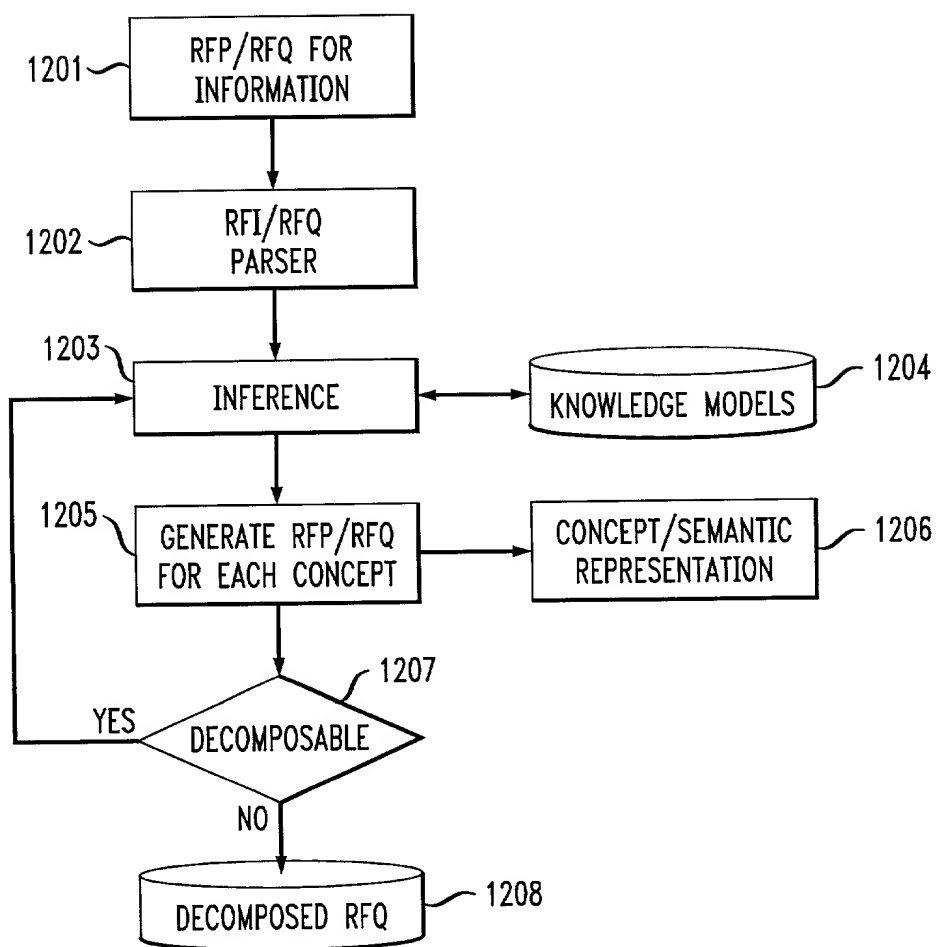 1201
RFP/RFQ FOR
INFORMATION
1202
RFI/RFQ
PARSER
1203
INFERENCE
KNOWLEDGE MODELS
1204
1205
GENERATE RFP/RFQ
FOR EACH CONCEPT
CONCEPT/SEMANTIC
REPRESENTATION
1206
1207
YES
DECOMPOSABLE
NO
DECOMPOSED RFQ
1208